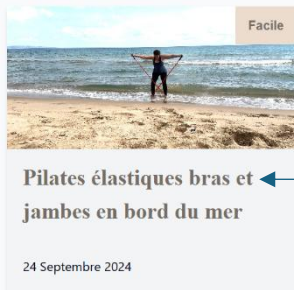 Facile
Pilates élastiques bras et
jambes en bord du mer
24 Septembre 2024